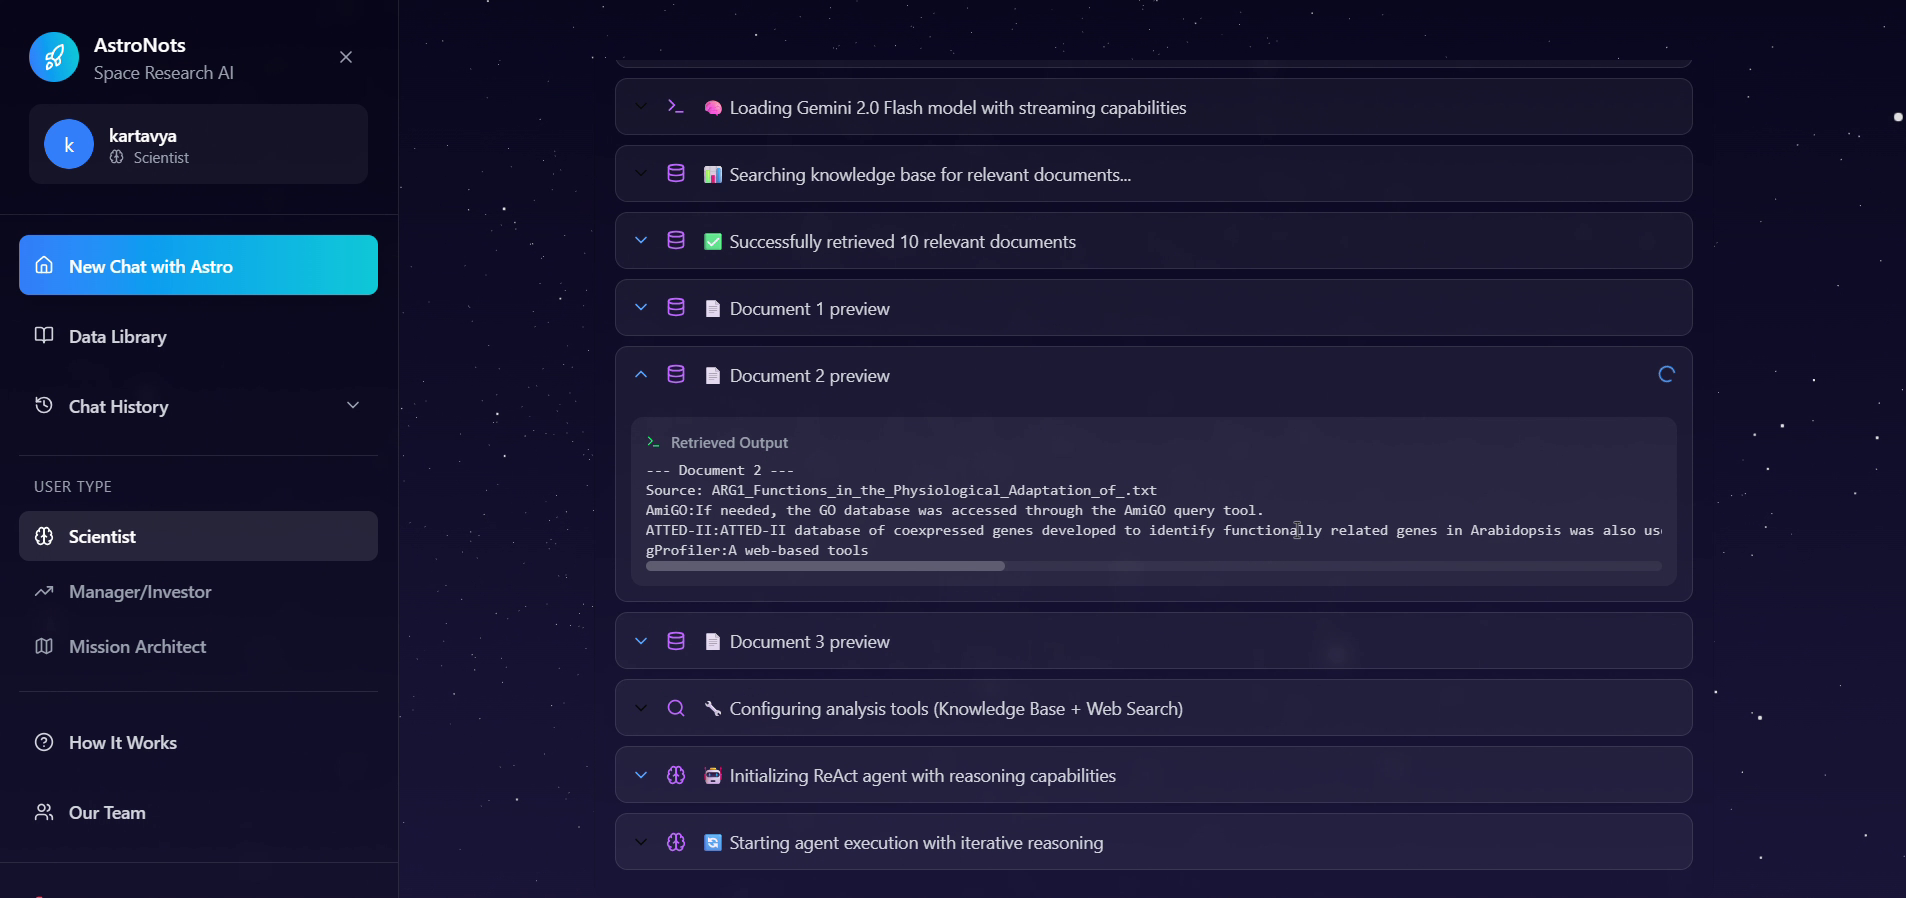 AstroNots
Space Research AI
k
kartavya
Scientist
New Chat with Astro
Data Library
Chat History
USER TYPE
Scientist
Manager/Investor
Mission Architect
How It Works
Our Team
Loading Gemini 2.0 Flash model with streaming capabilities
Searching knowledge base for relevant documents...
Successfully retrieved 10 relevant documents
Document 1 preview
Document 2 preview
Retrieved Output
--- Document 2 ---
Source: ARG1_Functions_in_the_Physiological_Adaptation_of_.txt
AmiGO:If needed, the GO database was accessed through the AmiGO query tool.
ATTED-II:ATTED-II database of coexpressed genes developed to identify functionally related genes in Arabidopsis was also
gProfiler:A web-based tools
Document 3 preview
Configuring analysis tools (Knowledge Base + Web Search)
Initializing ReAct agent with reasoning capabilities
Starting agent execution with iterative reasoning